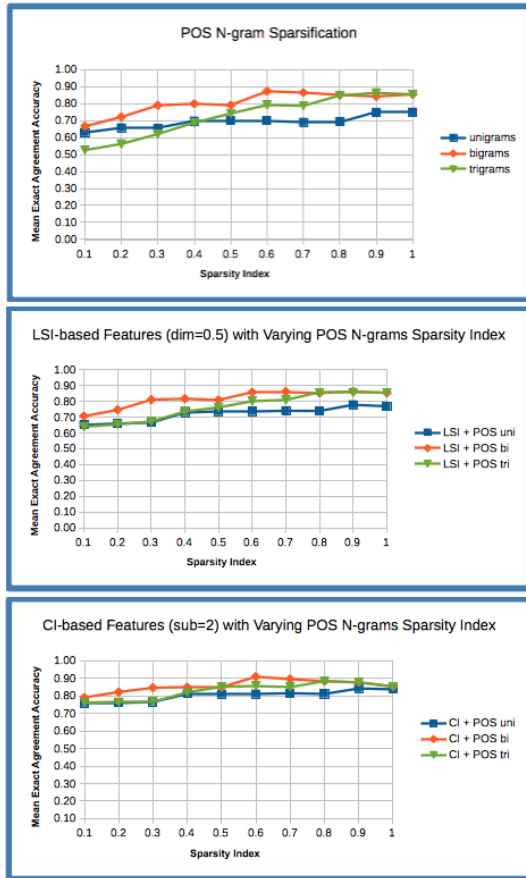 POS N-gram Sparsification
Mean Exact Agreement Accuracy
1.00
0.90
0.80
0.70
0.60
0.50
0.40
0.30
0.20
0.10
0.00
0.1 0.2 0.3 0.4 0.5 0.6 0.7 0.8 0.9 1
Sparsity Index
unigrams
bigrams
trigrams
LSI-based Features (dim=0.5) with Varying POS N-grams Sparsity Index
Mean Exact Agreement Accuracy
1.00
0.90
0.80
0.70
0.60
0.50
0.40
0.30
0.20
0.10
0.00
0.1 0.2 0.3 0.4 0.5 0.6 0.7 0.8 0.9 1
Sparsity Index
LSI + POS uni
LSI + POS bi
LSI + POS tri
CI-based Features (sub=2) with Varying POS N-grams Sparsity Index
Mean Exact Agreement Accuracy
1.00
0.90
0.80
0.70
0.60
0.50
0.40
0.30
0.20
0.10
0.1 0.2 0.3 0.4 0.5 0.6 0.7 0.8 0.9 1
Sparsity Index
CI + POS uni
CI + POS bi
CI + POS tri